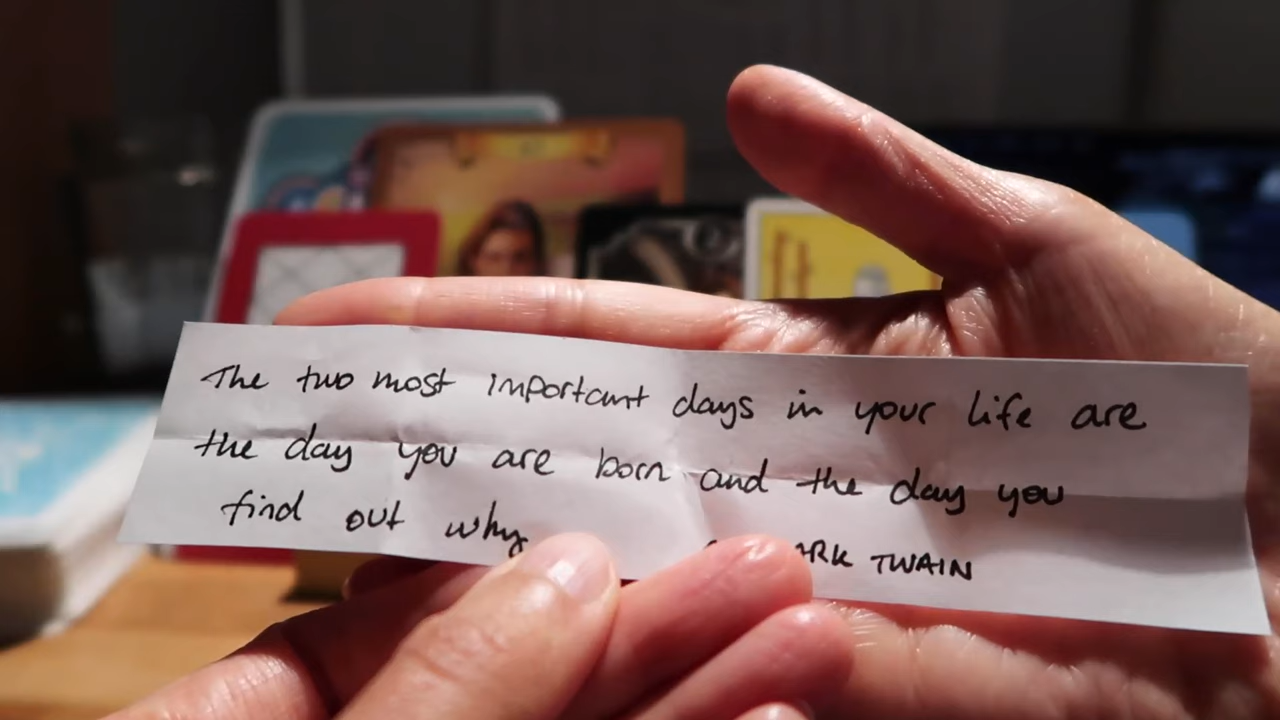 The two most important days in your life are
the day you are born and the day you
find out why
ARK TWAIN